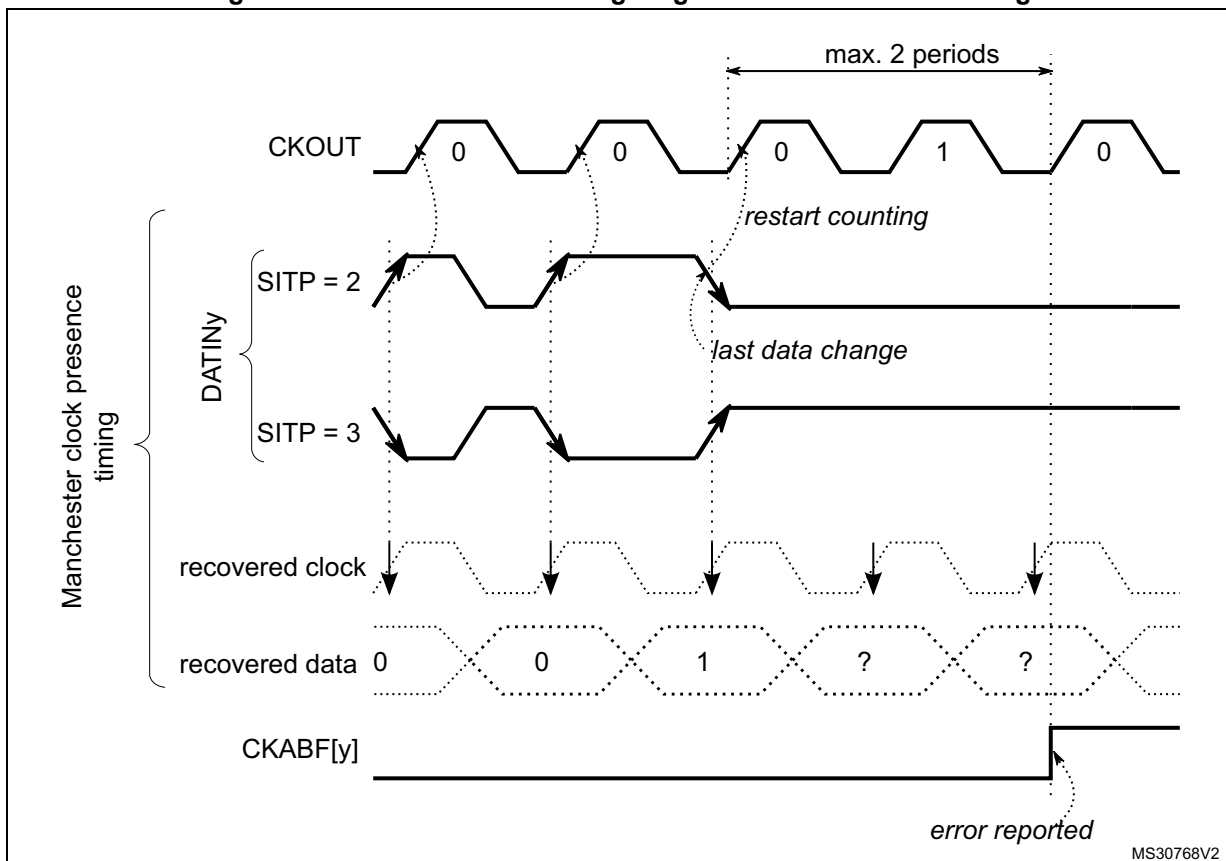 max. 2 periods
CKOUT
0 0 0 1 0
restart counting
SITP = 2
last data change
DATINy
SITP = 3
Manchester clock presence
timing
recovered clock
recovered data
0 0 1 ? ?
CKABF[y]
error reported
MS30768V2